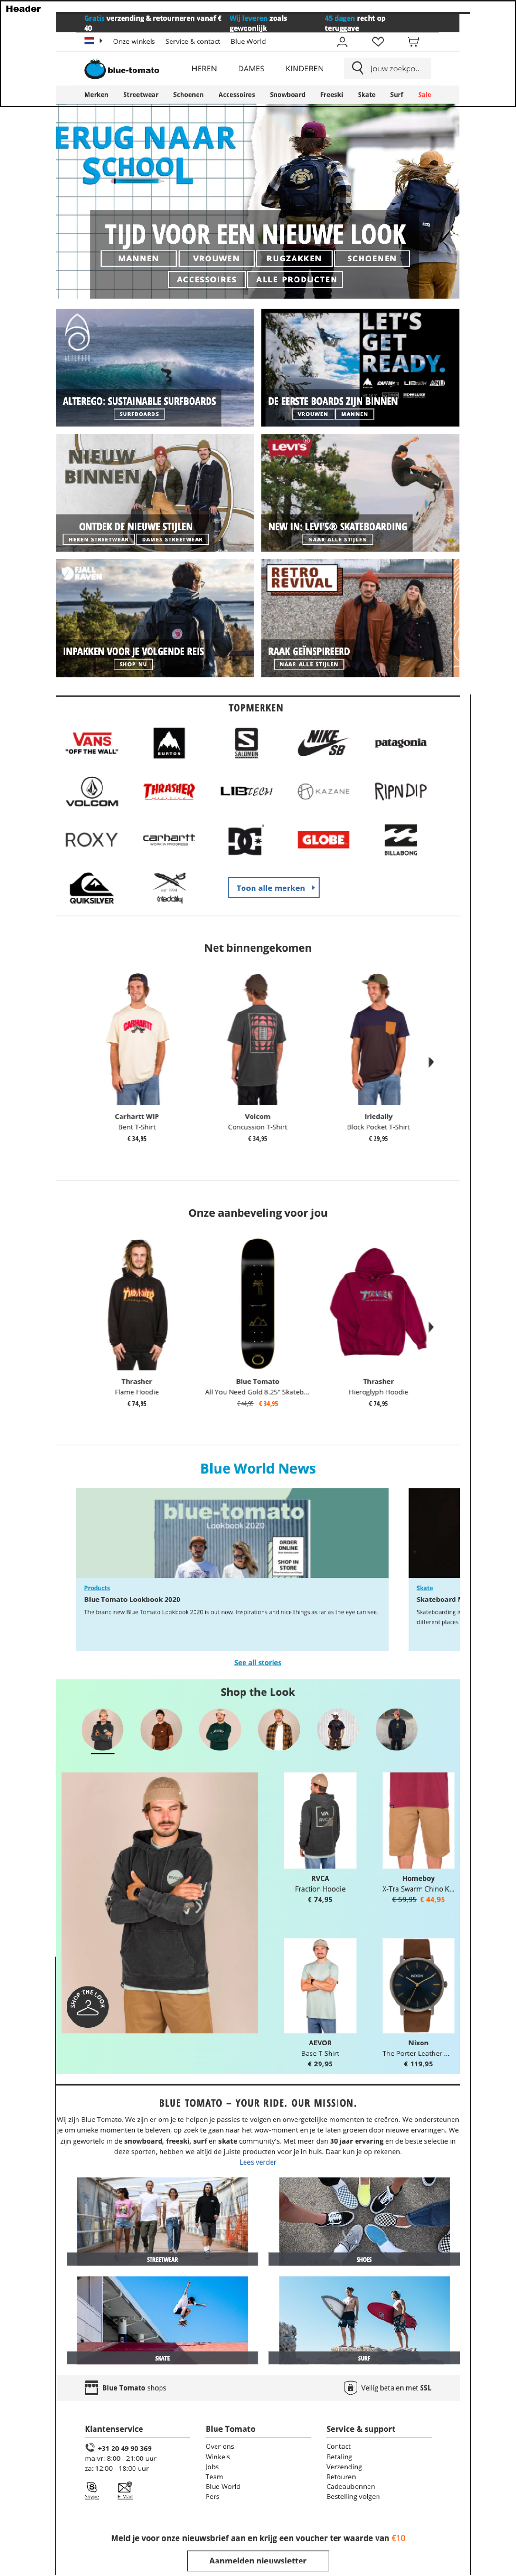 Header
Gratis verzending & retourneren vanaf € 40
Wij leveren zoals gewoonlijk
45 dagen recht op teruggave
Onze winkels Service & contact Blue World
blue-tomato HEREN DAMES KINDEREN Jouw zoekpo...
Merken Streetwear Schoenen Accessoires Snowboard Freeski Skate Surf Sale
ERUG NAAR
SCHOOL
TIJD VOOR EEN NIEUWE LOOK
MANNEN VROUWEN RUGZAKKEN SCHOENEN
ACCESSOIRES ALLE PRODUCTEN
ALTEREGO: SUSTAINABLE SURFBOARDS
SURFBOARDS
LET'S
GET
READY.
DE EERSTE BOARDS ZIJN BINNEN
VROUWEN MANNEN
NIEUW
BINNEN
ONTDEK DE NIEUWE STIJLEN
HEREN STREETWEAR DAMES STREETWEAR
LEVI'S
NEW IN: LEVI'S® SKATEBOARDING
NAAR ALLE STIJLEN
FJALL
RAVEN
INPAKKEN VOOR JE VOLGENDE REIS
SHOP NU
RETRO
REVIVAL
RAAK GEÏNSPIREERD
NAAR ALLE STIJLEN
TOPMERKEN
VANS
"OFF THE WALL"
BURTON
SALOMON
NIKE SB
patagonia
VOLCOM
THRASHER
LIB TECH
KAZANE
RIPNDIP
ROXY
carhartt
DC
GLOBE
BILLABONG
QUIKSILVER
Iriedaily
Toon alle merken
Net binnengekomen
Carhartt WIP Volcom Iriedaily
Bent T-Shirt Concussion T-Shirt Block Pocket T-Shirt
€ 34,95 € 34,95 € 29,95
Onze aanbeveling voor jou
Thrasher Blue Tomato Thrasher
Flame Hoodie All You Need Gold 8.25" Skateb... Hieroglyph Hoodie
€ 74,95 € 44,95 € 34,95 € 74,95
Blue World News
blue-tomato
Lookbook 2020
ORDER
ONLINE
SHOP IN
STORE
Products
Blue Tomato Lookbook 2020
The brand new Blue Tomato Lookbook 2020 is out now. Inspirations and nice things as far as the eye can see.
Skate
Skateboard
Skateboarding
different places
See all stories
Shop the Look
SHOP THE LOOK
RVCA Homeboy
Fraction Hoodie X-Tra Swarm Chino K...
€ 74,95 € 59,95 € 44,95
AEVOR Nixon
Base T-Shirt The Porter Leather ...
€ 29,95 € 119,95
BLUE TOMATO – YOUR RIDE. OUR MISSION.
Wij zijn Blue Tomato. We zijn er om je te helpen je passies te volgen en onvergetelijke momenten te creëren. We ondersteunen
je om unieke momenten te beleven, op zoek te gaan naar het wow-moment en je te laten groeien door nieuwe ervaringen. We
zijn geworteld in de snowboard, freeski, surf en skate community's. Met meer dan 30 jaar ervaring en de beste selectie in
deze sporten, hebben we altijd de juiste producten voor je in huis. Daar kun je op rekenen.
Lees verder
STREETWEAR SHOES
SKATE SURF
Blue Tomato shops Veilig betalen met SSL
Klantenservice
+31 20 49 90 369
ma-vr: 8:00 - 21:00 uur
za: 12:00 - 18:00 uur
Skype E-Mail
Blue Tomato
Over ons
Winkels
Jobs
Team
Blue World
Pers
Service & support
Contact
Betaling
Verzending
Retouren
Cadeaubonnen
Bestelling volgen
Meld je voor onze nieuwsbrief aan en krijg een voucher ter waarde van €10
Aanmelden nieuwsletter